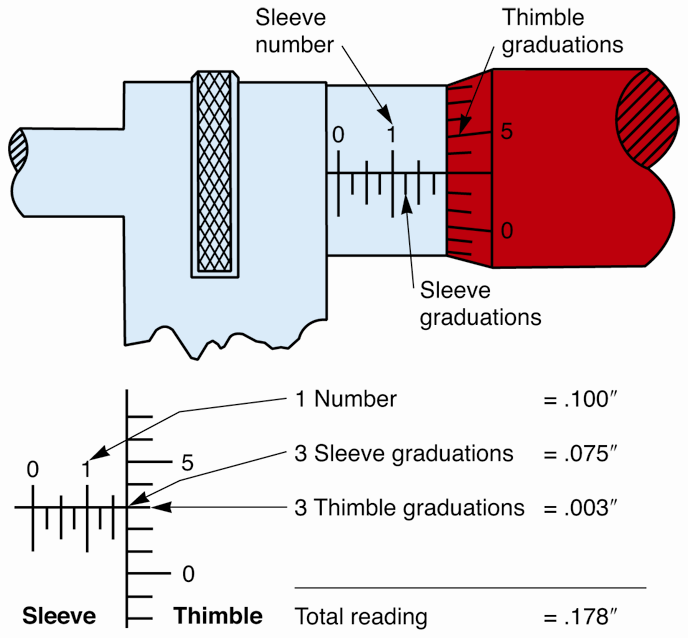 Sleeve
number
Thimble
graduations
0 1
5
0
Sleeve
graduations
1 Number = .100″
0 1 5
3 Sleeve graduations = .075″
3 Thimble graduations = .003″
0
Sleeve Thimble
Total reading = .178″